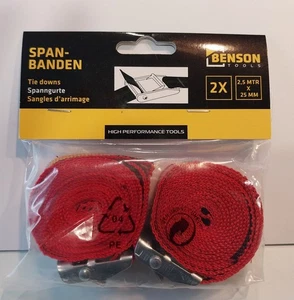 SPAN-
BANDEN
Tie downs
Spanngurte
Sangles d'arrimage
BENSON
TOOLS
2X
2,5 MTR
X
25 MM
HIGH PERFORMANCE TOOLS
04
PE